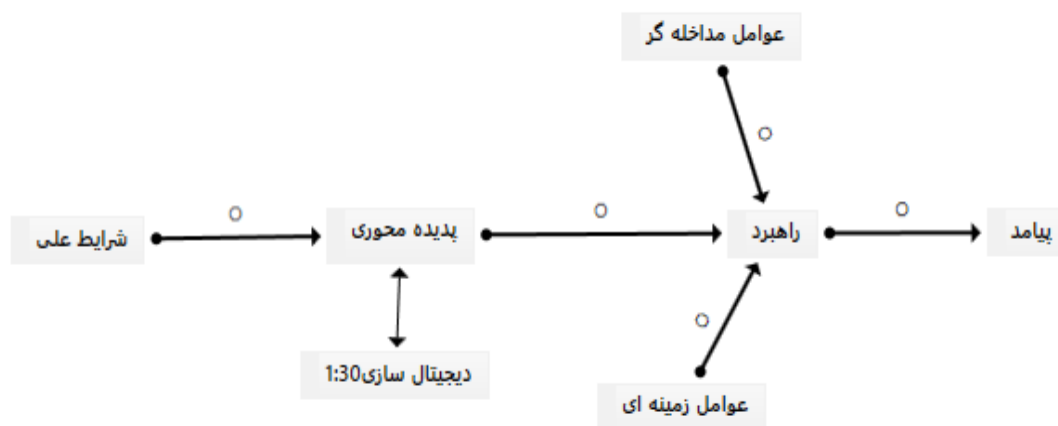 عوامل مداخله گر
شرایط علی
پدیده محوری
راهبرد
پیامد
دیجیتال سازی1:30
عوامل زمینه ای